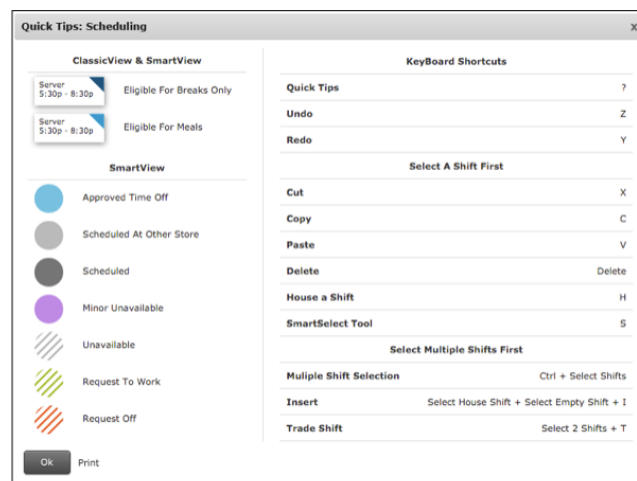 Quick Tips: Scheduling x
ClassicView & SmartView
Server
5:30p - 8:30p
Eligible For Breaks Only
Server
5:30p - 8:30p
Eligible For Meals
SmartView
Approved Time Off
Scheduled At Other Store
Scheduled
Minor Unavailable
Unavailable
Request To Work
Request Off
Ok Print
KeyBoard Shortcuts
Quick Tips ?
Undo Z
Redo Y
Select A Shift First
Cut X
Copy C
Paste V
Delete Delete
House a Shift H
SmartSelect Tool S
Select Multiple Shifts First
Muliple Shift Selection Ctrl + Select Shifts
Insert Select House Shift + Select Empty Shift + I
Trade Shift Select 2 Shifts + T